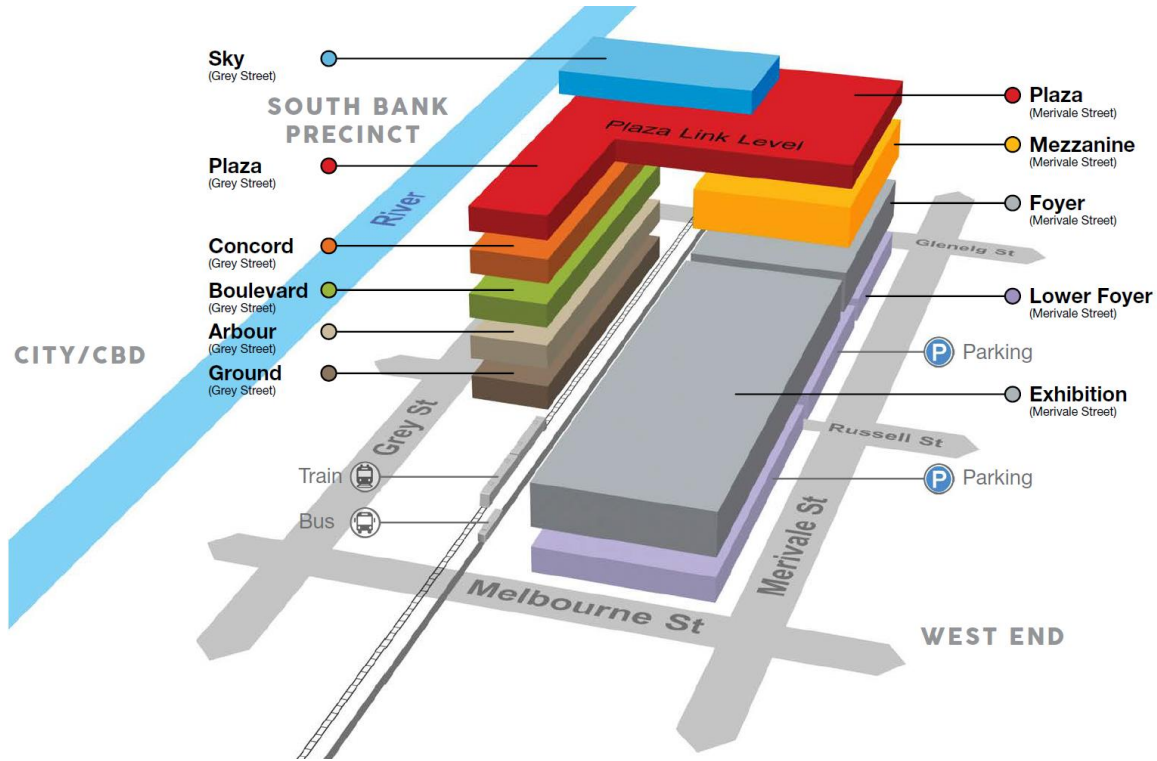 Sky
(Grey Street)
SOUTH BANK
PRECINCT
Plaza
(Grey Street)
River
Concord
(Grey Street)
Boulevard
(Grey Street)
Arbour
(Grey Street)
CITY/CBD
Ground
(Grey Street)
Grey St
Train
Bus
Plaza Link Level
Plaza
(Merivale Street)
Mezzanine
(Merivale Street)
Foyer
(Merivale Street)
Glenelg St
Lower Foyer
(Merivale Street)
P Parking
Exhibition
(Merivale Street)
Russell St
P Parking
Merivale St
Melbourne St
WEST END